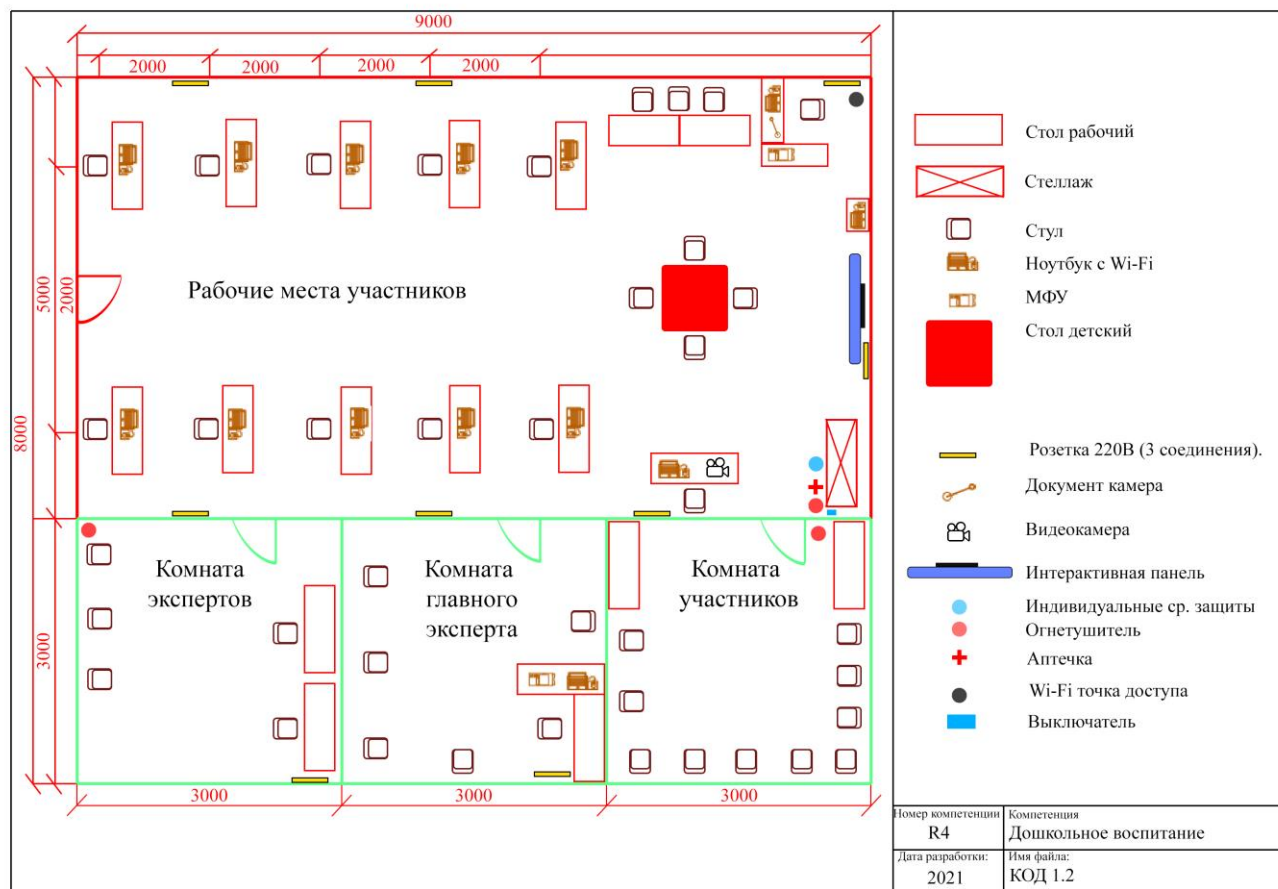 9000
2000
2000
2000
2000
8000
5000
2000
3000
Рабочие места участников
Комната
экспертов
Комната
главного
эксперта
Комната
участников
3000
3000
3000
Стол рабочий
Стеллаж
Стул
Ноутбук с Wi-Fi
МФУ
Стол детский
Розетка 220В (3 соединения).
Документ камера
Видеокамера
Интерактивная панель
Индивидуальные ср. защиты
Огнетушитель
Аптечка
Wi-Fi точка доступа
Выключатель
Номер компетенции
R4
Компетенция
Дошкольное воспитание
Дата разработки:
2021
Имя файла:
КОД 1.2